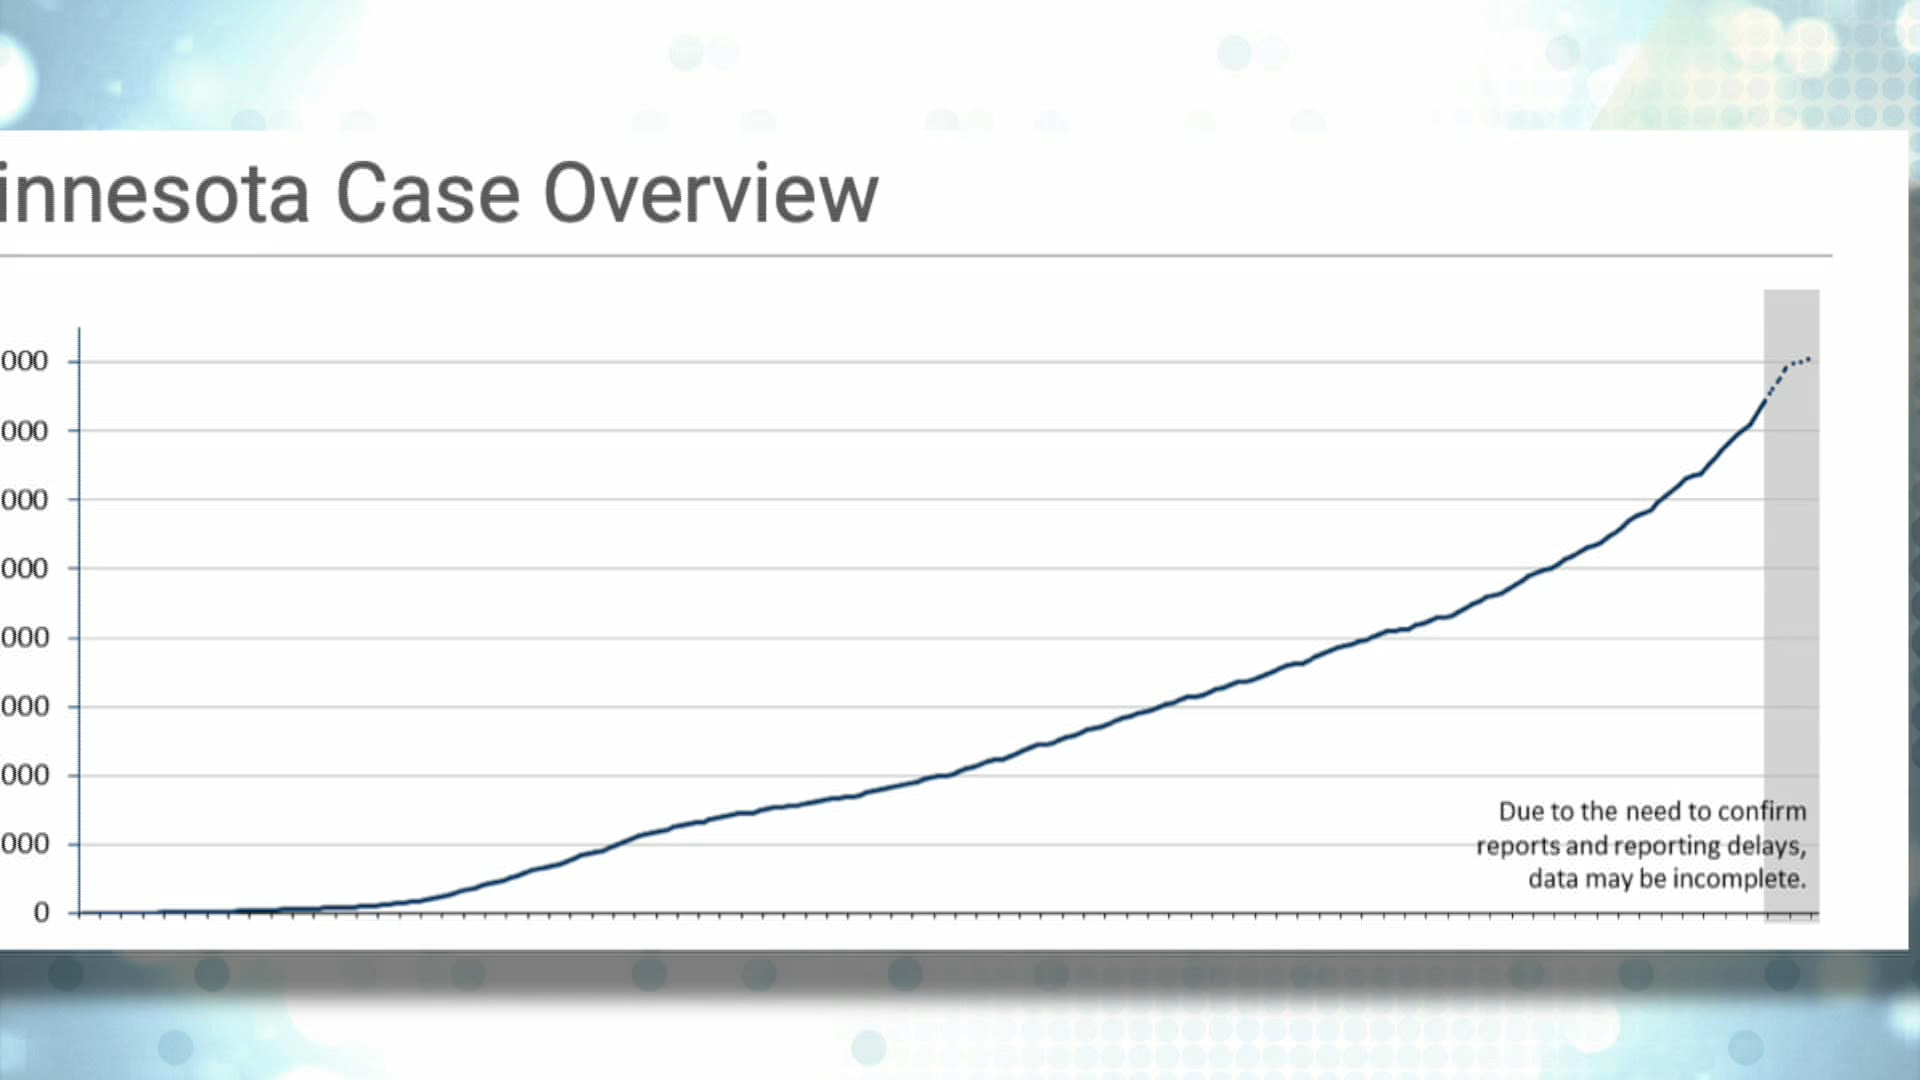 innesota Case Overview
000
000
000
000
000
000
000
000
0
Due to the need to confirm
reports and reporting delays,
data may be incomplete.